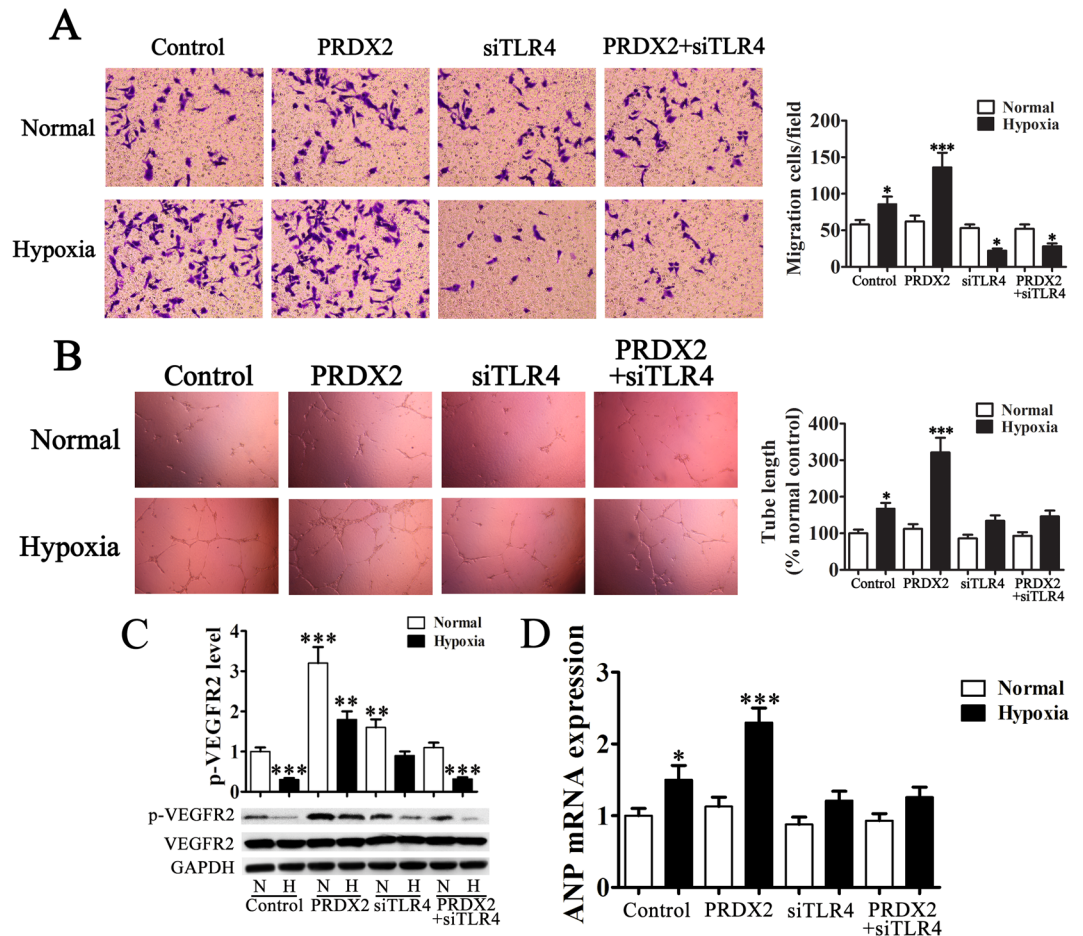 A
Control PRDX2 siTLR4 PRDX2+siTLR4
Normal
Hypoxia
Normal
Hypoxia
Migration cells/field
200
150
100
50
0
*
***
*
*
Control PRDX2 siTLR4 PRDX2
+siTLR4
B
Control PRDX2 siTLR4 PRDX2
+siTLR4
Normal
Hypoxia
Normal
Hypoxia
Tube length
(% normal control)
400
300
200
100
0
*
***
Control PRDX2 siTLR4 PRDX2
+siTLR4
C
Normal
Hypoxia
p-VEGFR2 level
4
3
2
1
0
***
***
**
**
***
p-VEGFR2
VEGFR2
GAPDH
N H N H N H N H
Control PRDX2 siTLR4 PRDX2
+siTLR4
D
Normal
Hypoxia
ANP mRNA expression
3
2
1
0
*
***
Control PRDX2 siTLR4 PRDX2
+siTLR4